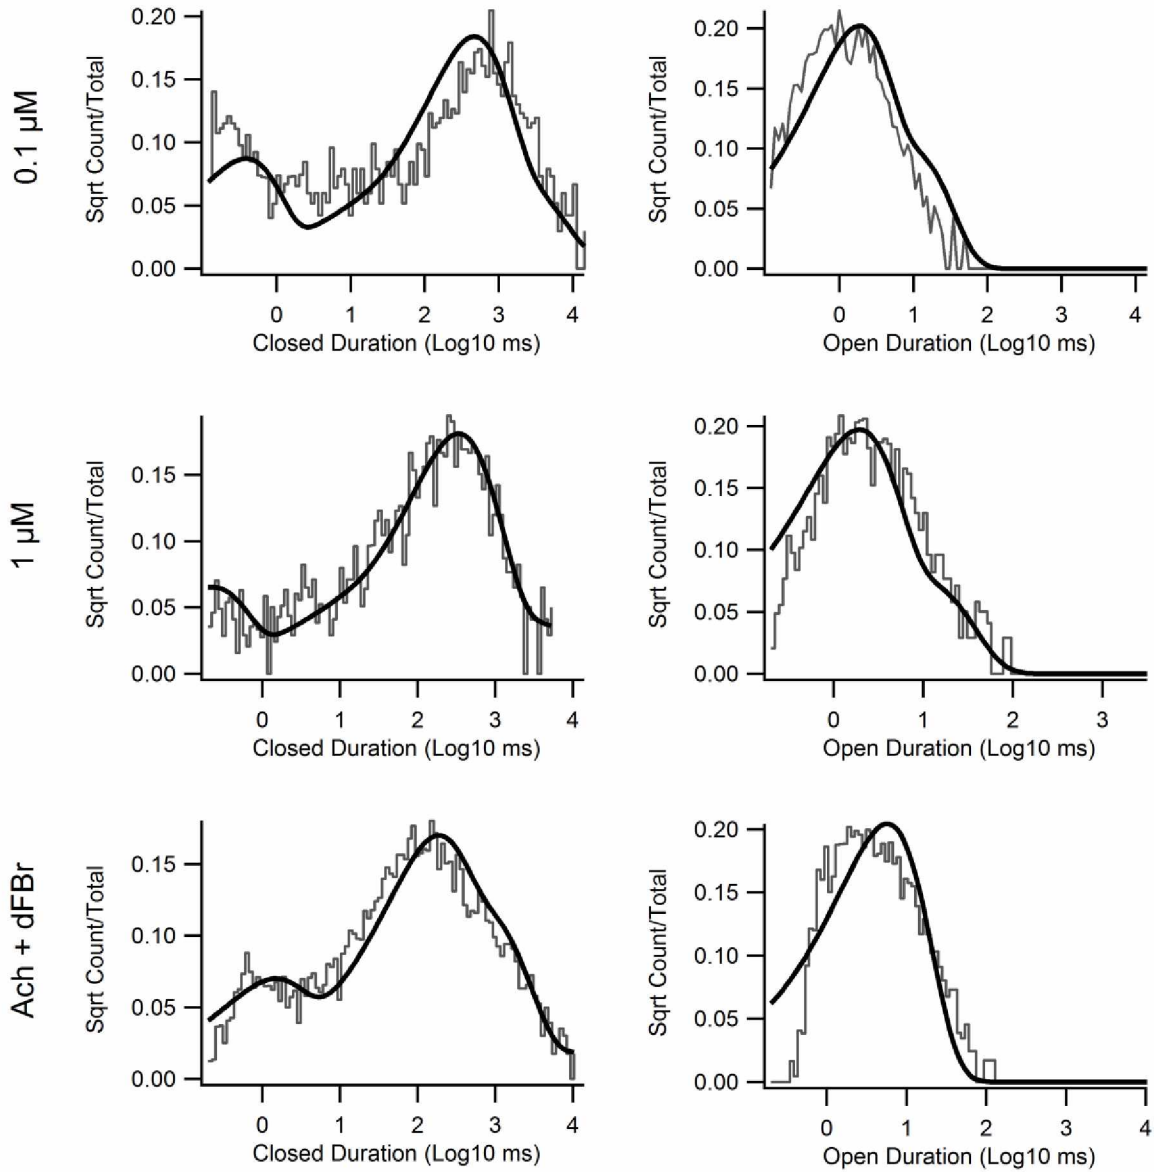 0.1 µM
Sqrt Count/Total
0.20
0.15
0.10
0.05
0.00
0 1 2 3 4
Closed Duration (Log10 ms)
Sqrt Count/Total
0.20
0.15
0.10
0.05
0.00
0 1 2 3 4
Open Duration (Log10 ms)
1 µM
Sqrt Count/Total
0.15
0.10
0.05
0.00
0 1 2 3 4
Closed Duration (Log10 ms)
Sqrt Count/Total
0.20
0.15
0.10
0.05
0.00
0 1 2 3
Open Duration (Log10 ms)
Ach + dFBr
Sqrt Count/Total
0.15
0.10
0.05
0.00
0 1 2 3 4
Closed Duration (Log10 ms)
Sqrt Count/Total
0.20
0.15
0.10
0.05
0.00
0 1 2 3 4
Open Duration (Log10 ms)